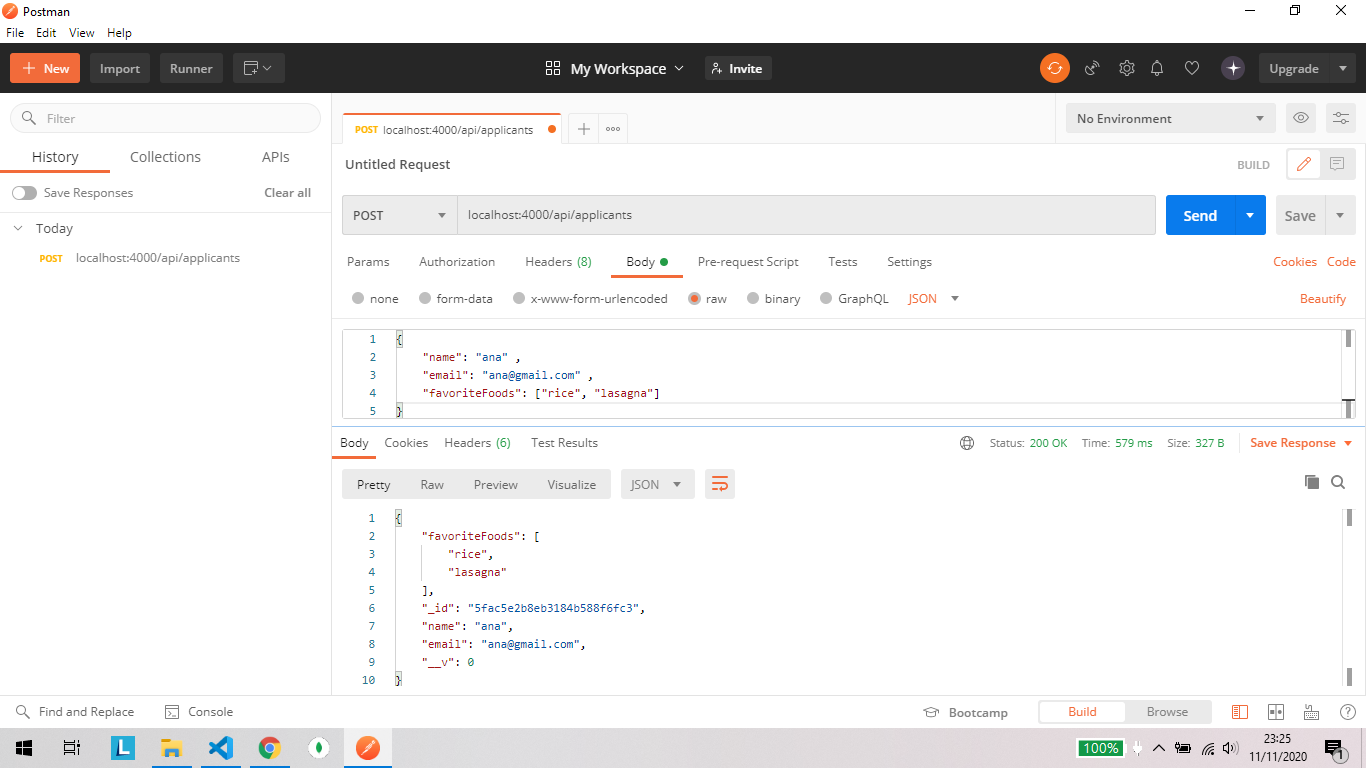 Postman
File Edit View Help
New Import Runner My Workspace Invite Upgrade
Filter
History Collections APIs
Save Responses Clear all
Today
POST localhost:4000/api/applicants
POST localhost:4000/api/applicants No Environment
Untitled Request BUILD
POST localhost:4000/api/applicants Send Save
Params Authorization Headers (8) Body Pre-request Script Tests Settings Cookies Code
none form-data x-www-form-urlencoded raw binary GraphQL JSON Beautify
1 {
2 "name": "ana" ,
3 "email": "ana@gmail.com" ,
4 "favoriteFoods": ["rice", "lasagna"]
5 }
Body Cookies Headers (6) Test Results Status: 200 OK Time: 579 ms Size: 327 B Save Response
Pretty Raw Preview Visualize JSON
1 {
2 "favoriteFoods": [
3 "rice",
4 "lasagna"
5 ],
6 "_id": "5fac5e2b8eb3184b588f6fc3",
7 "name": "ana",
8 "email": "ana@gmail.com",
9 "__v": 0
10 }
Find and Replace Console Bootcamp Build Browse
L 100% 23:25
11/11/2020 1